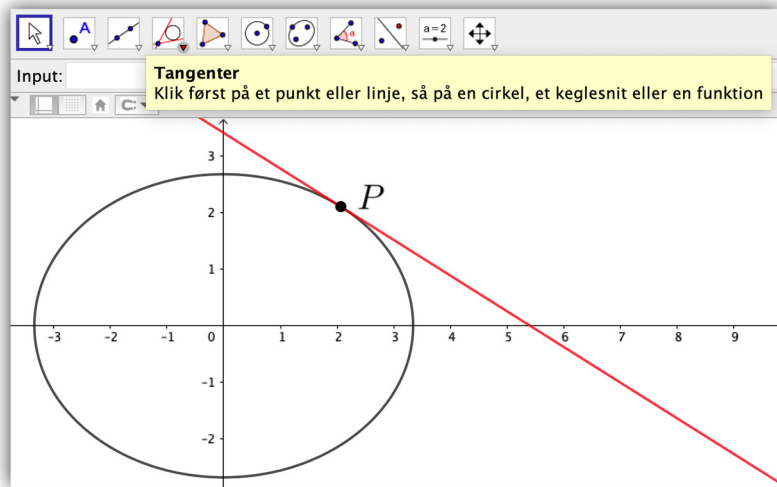 A
α
a=2
Input:
Tangenter
Klik først på et punkt eller linje, så på en cirkel, et keglesnit eller en funktion
3
2
1
-3 -2 -1 0 1 2 3 4 5 6 7 8 9
-1
-2
P